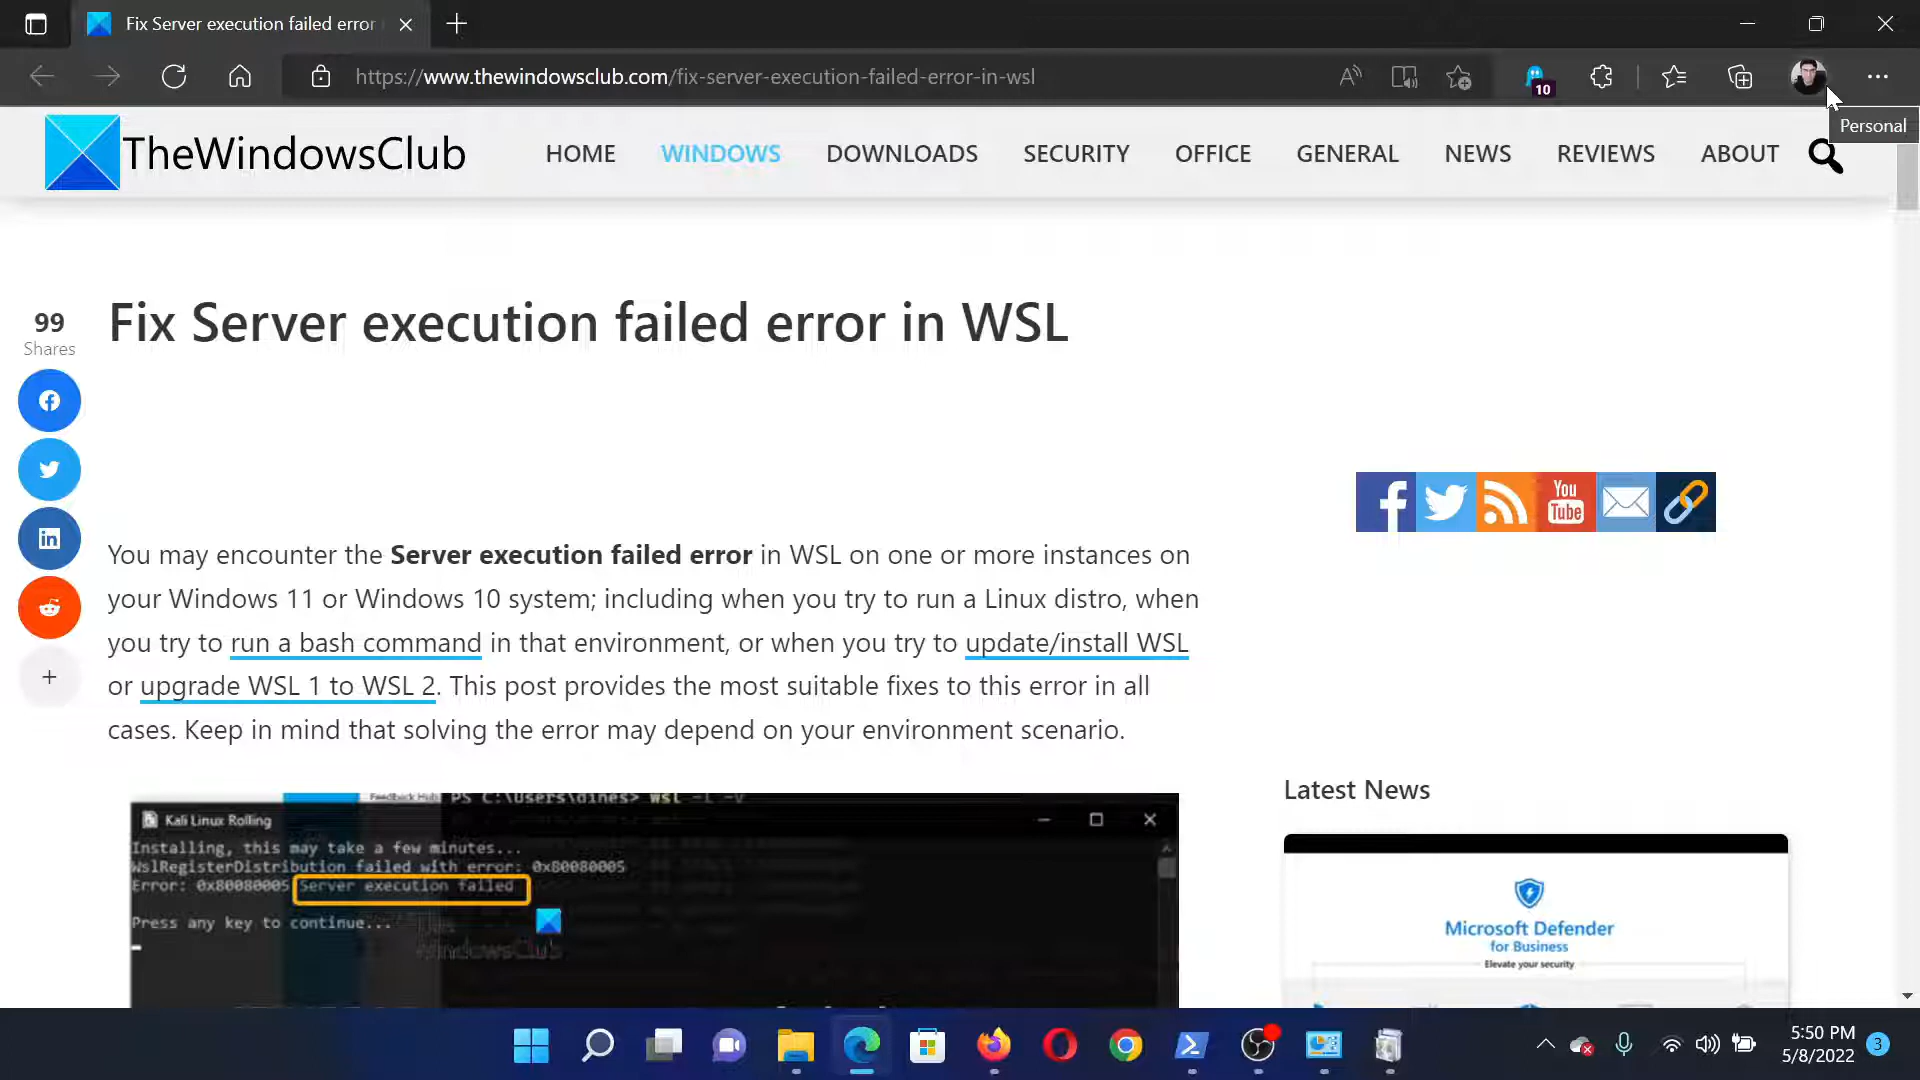 Fix Server execution failed error
https://www.thewindowsclub.com/fix-server-execution-failed-error-in-wsl
10
Personal
TheWindowsClub
HOME
WINDOWS
DOWNLOADS
SECURITY
OFFICE
GENERAL
NEWS
REVIEWS
ABOUT
Fix Server execution failed error in WSL
99
Shares
You may encounter the Server execution failed error in WSL on one or more instances on
your Windows 11 or Windows 10 system; including when you try to run a Linux distro, when
you try to run a bash command in that environment, or when you try to update/install WSL
or upgrade WSL 1 to WSL 2. This post provides the most suitable fixes to this error in all
cases. Keep in mind that solving the error may depend on your environment scenario.
You
Tube
Feedback Hub
PS C:\Users\dines> wsl -l -v
Kali Linux Rolling
Installing, this may take a few minutes...
WslRegisterDistribution failed with error: 0x80080005
Error: 0x80080005 Server execution failed
Press any key to continue...
The
WindowsClub
Latest News
Microsoft Defender
for Business
Elevate your security
5:50 PM
5/8/2022
3